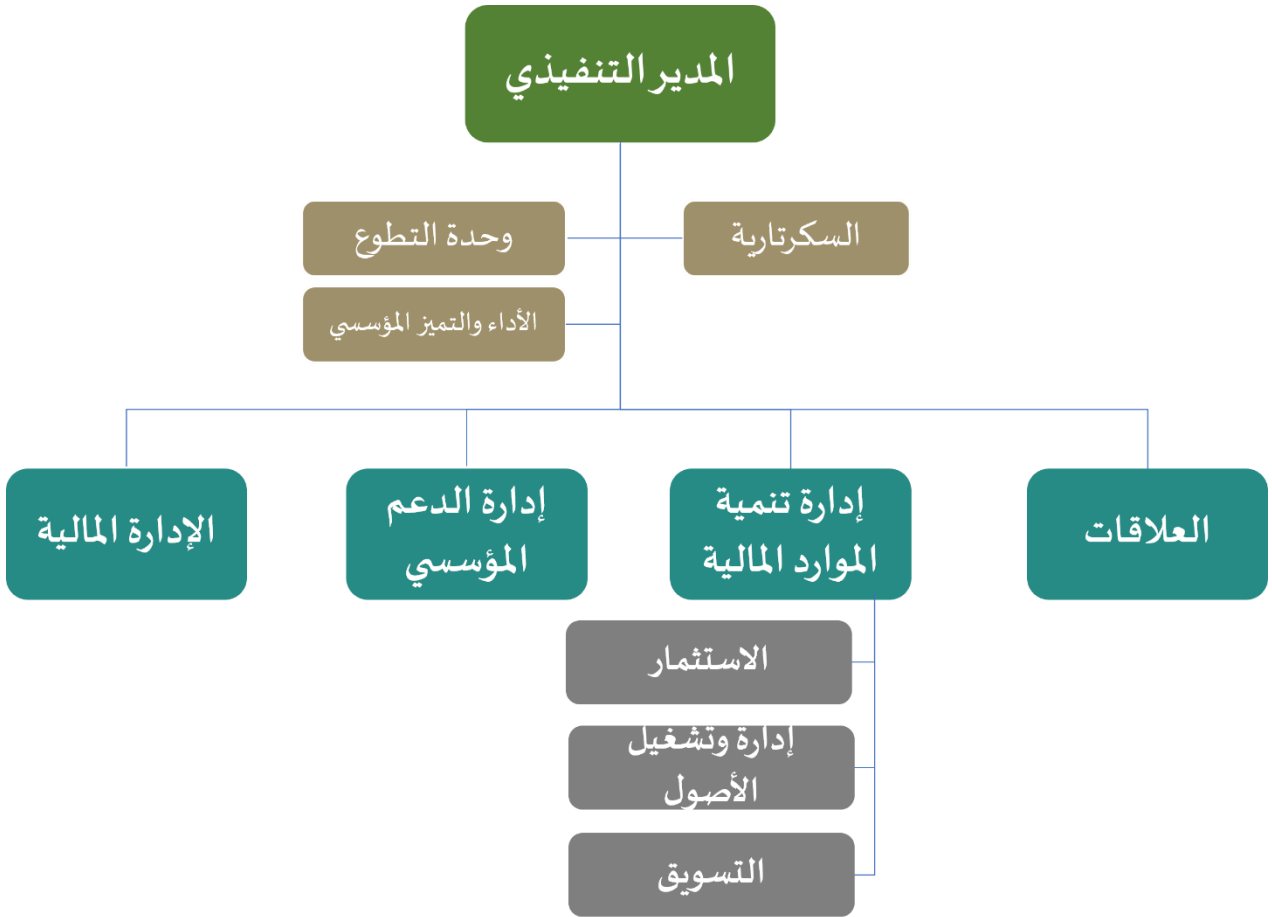 المدير التنفيذي
السكرتارية
وحدة التطوع
الأداء والتميز المؤسسي
العلاقات
إدارة تنمية
الموارد المالية
إدارة الدعم
المؤسسي
الإدارة المالية
الاستثمار
إدارة وتشغيل
الأصول
التسويق